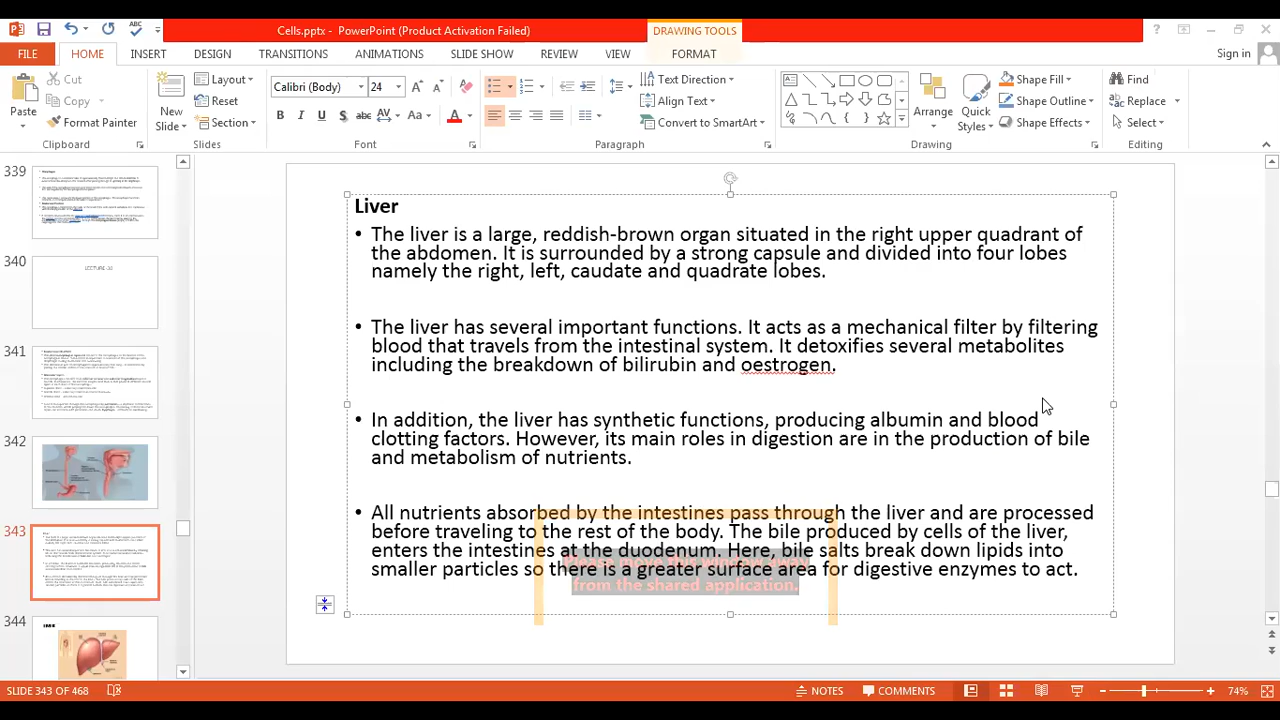 Cells.pptx - PowerPoint (Product Activation Failed)
DRAWING TOOLS
FILE
HOME
INSERT
DESIGN
TRANSITIONS
ANIMATIONS
SLIDE SHOW
REVIEW
VIEW
FORMAT
Sign in
Paste
Cut
Copy
Format Painter
Clipboard
New
Slide
Layout
Reset
Section
Slides
Calibri (Body)
24
Font
Text Direction
Align Text
Convert to SmartArt
Paragraph
Arrange
Quick
Styles
Shape Fill
Shape Outline
Shape Effects
Drawing
Find
Replace
Select
Editing
339
340
341
342
343
344
Liver
• The liver is a large, reddish-brown organ situated in the right upper quadrant of
the abdomen. It is surrounded by a strong capsule and divided into four lobes
namely the right, left, caudate and quadrate lobes.
• The liver has several important functions. It acts as a mechanical filter by filtering
blood that travels from the intestinal system. It detoxifies several metabolites
including the breakdown of bilirubin and oestrogen.
• In addition, the liver has synthetic functions, producing albumin and blood
clotting factors. However, its main roles in digestion are in the production of bile
and metabolism of nutrients.
• All nutrients absorbed by the intestines pass through the liver and are processed
before traveling to the rest of the body. The bile produced by cells of the liver,
enters the intestines at the duodenum. Here, bile salts break down lipids into
smaller particles so there is a greater surface area for digestive enzymes to act.
from the shared application.
SLIDE 343 OF 468
NOTES
COMMENTS
74%